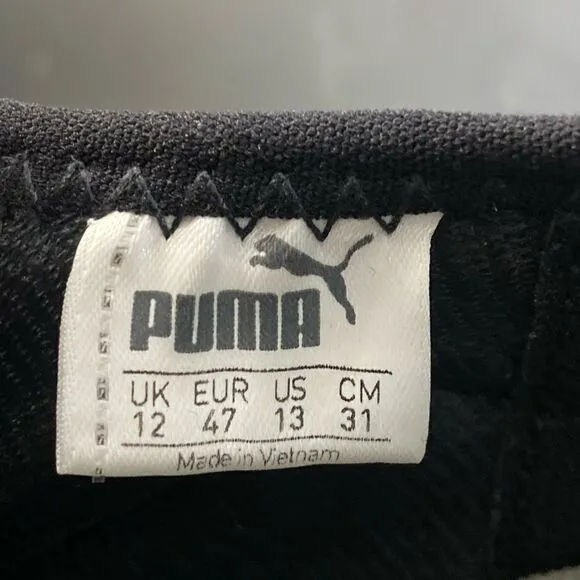 PUMA
UK EUR US CM
12 47 13 31
Made in Vietnam